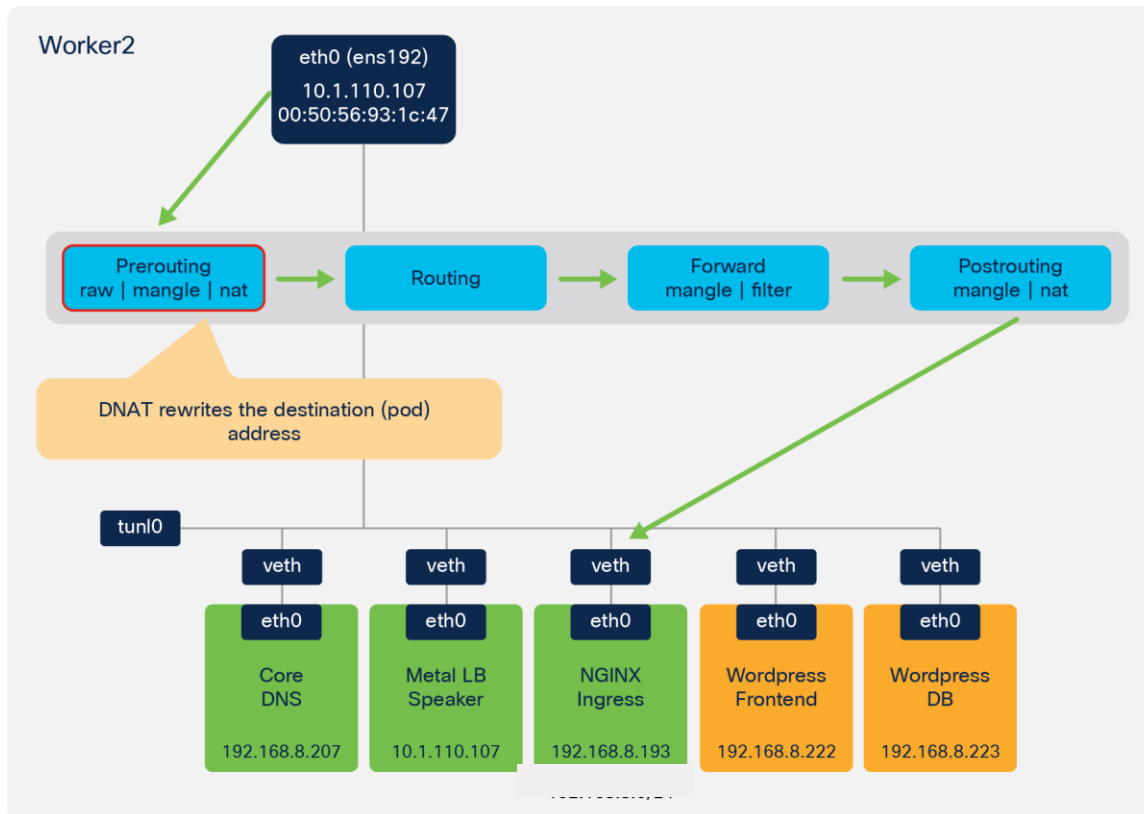 Worker2
eth0 (ens192)
10.1.110.107
00:50:56:93:1c:47
Prerouting
raw | mangle | nat
Routing
Forward
mangle | filter
Postrouting
mangle | nat
DNAT rewrites the destination (pod)
address
tunl0
veth
veth
veth
veth
veth
eth0
eth0
eth0
eth0
eth0
Core
DNS
Metal LB
Speaker
NGINX
Ingress
Wordpress
Frontend
Wordpress
DB
192.168.8.207
10.1.110.107
192.168.8.193
192.168.8.222
192.168.8.223